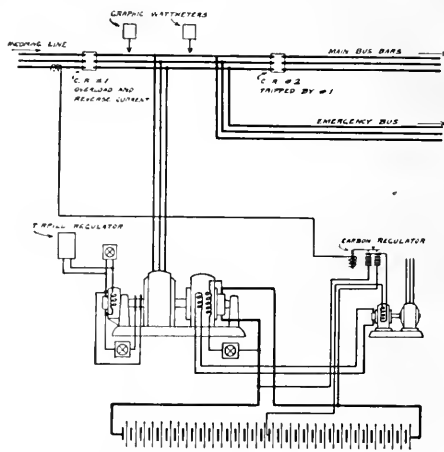 GRAPHIC WATTMETERS
INCOMING LINE
MAIN BUS BARS
C.B. #1
OVERLOAD AND
REVERSE CURRENT
C.B. #2
TRIPPED BY #1
EMERGENCY BUS
TIRRILL REGULATOR
CARBON REGULATOR